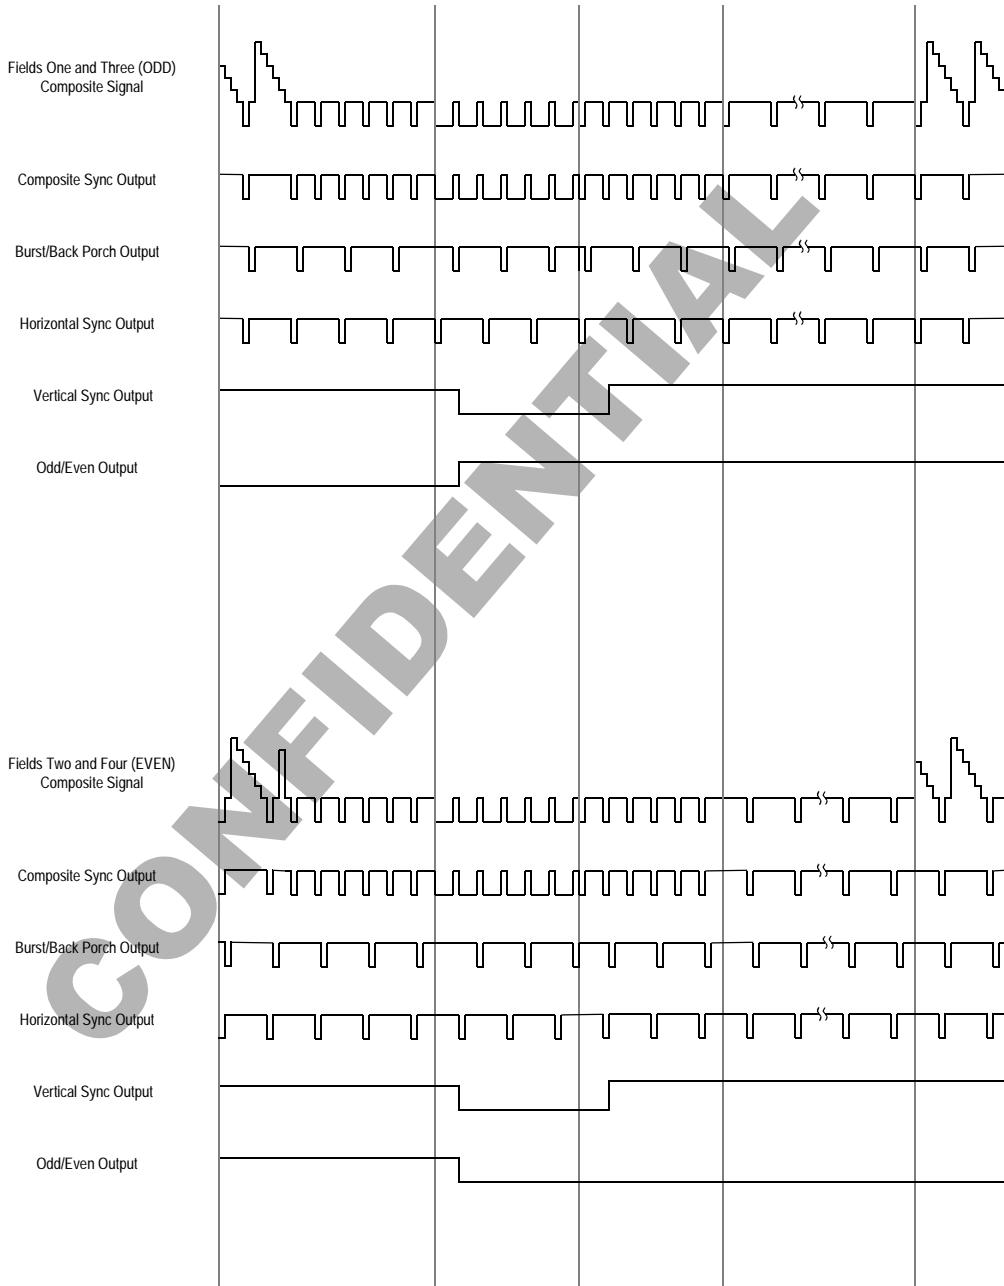 Fields One and Three (ODD)
Composite Signal
Composite Sync Output
Burst/Back Porch Output
Horizontal Sync Output
Vertical Sync Output
Odd/Even Output
CONFIDENTIAL
Fields Two and Four (EVEN)
Composite Signal
Composite Sync Output
Burst/Back Porch Output
Horizontal Sync Output
Vertical Sync Output
Odd/Even Output